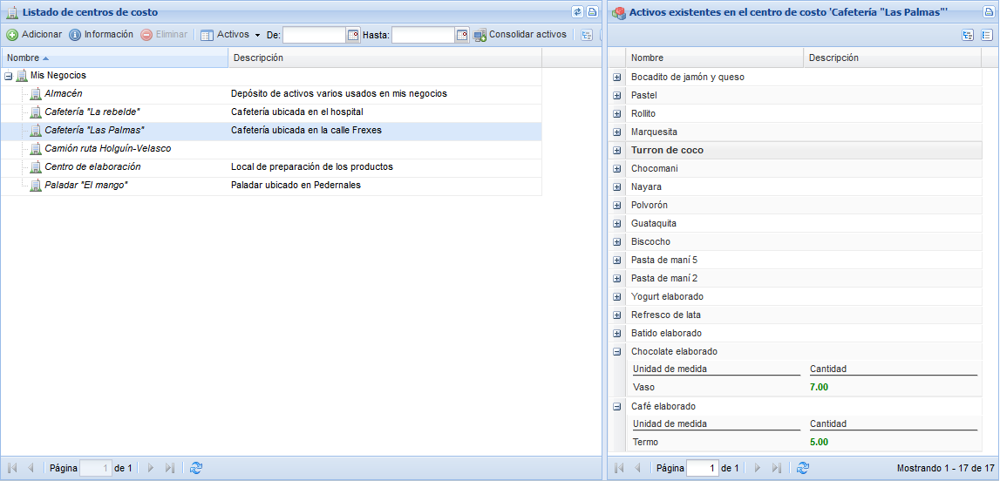 Listado de centros de costo
Adicionar Información Eliminar Activos De: Hasta: Consolidar activos
Nombre Descripción
Mis Negocios
Almacén Depósito de activos varios usados en mis negocios
Cafetería "La rebelde" Cafetería ubicada en el hospital
Cafetería "Las Palmas" Cafetería ubicada en la calle Frexes
Camión ruta Holguín-Velasco
Centro de elaboración Local de preparación de los productos
Paladar "El mango" Paladar ubicado en Pedernales
Página 1 de 1
Activos existentes en el centro de costo 'Cafetería "Las Palmas"'
Nombre Descripción
Bocadito de jamón y queso
Pastel
Rollito
Marquesita
Turron de coco
Chocomani
Nayara
Polvorón
Guataquita
Biscocho
Pasta de maní 5
Pasta de maní 2
Yogurt elaborado
Refresco de lata
Batido elaborado
Chocolate elaborado
Unidad de medida Cantidad
Vaso 7.00
Café elaborado
Unidad de medida Cantidad
Termo 5.00
Página 1 de 1 Mostrando 1 - 17 de 17